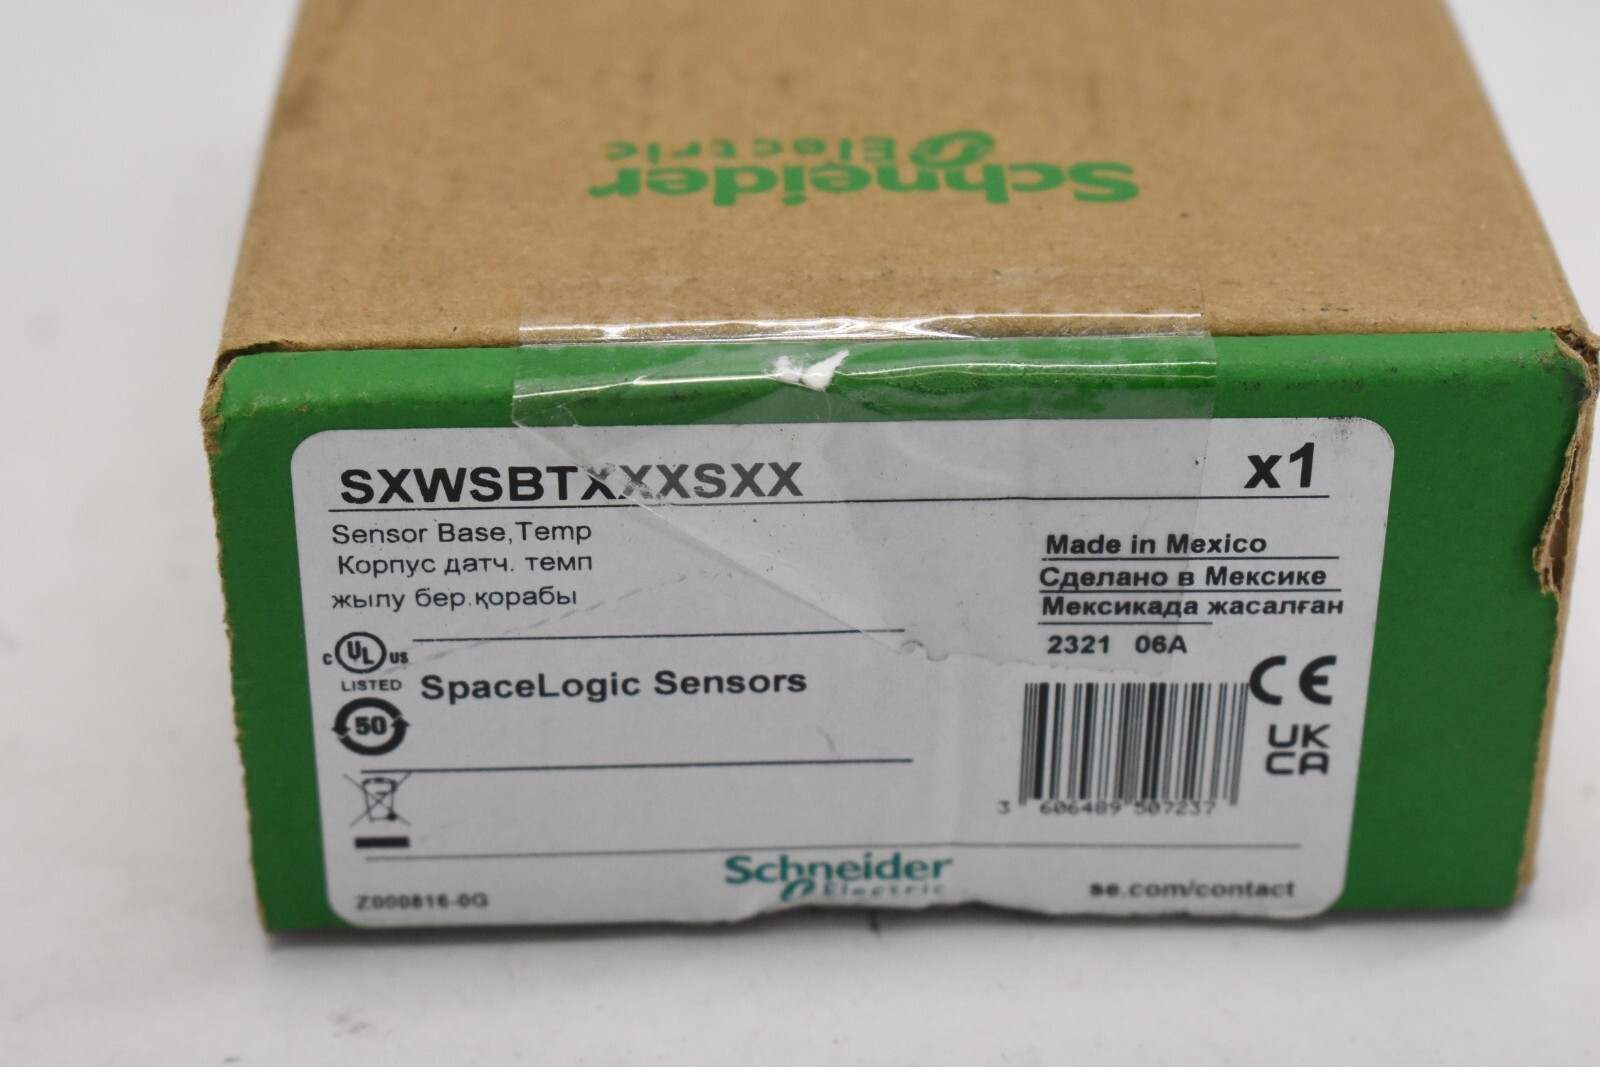 Schneider
Electric
SXWSBTXXXSXX
x1
Sensor Base,Temp
Корпус датч. темп
жылу бер.қорабы
Made in Mexico
Сделано в Мексике
Мексикада жасалған
2321 06A
c UL us
LISTED
SpaceLogic Sensors
50
CE
UK
CA
3 606489 507237
Schneider
Electric
Z000816-0G
se.com/contact